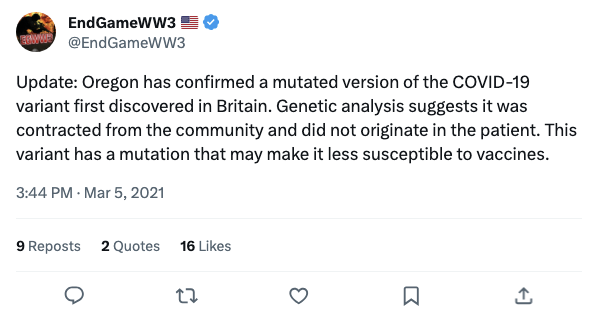 EndGameWW3 🇺🇸
@EndGameWW3
Update: Oregon has confirmed a mutated version of the COVID-19
variant first discovered in Britain. Genetic analysis suggests it was
contracted from the community and did not originate in the patient. This
variant has a mutation that may make it less susceptible to vaccines.
3:44 PM · Mar 5, 2021
9 Reposts 2 Quotes 16 Likes